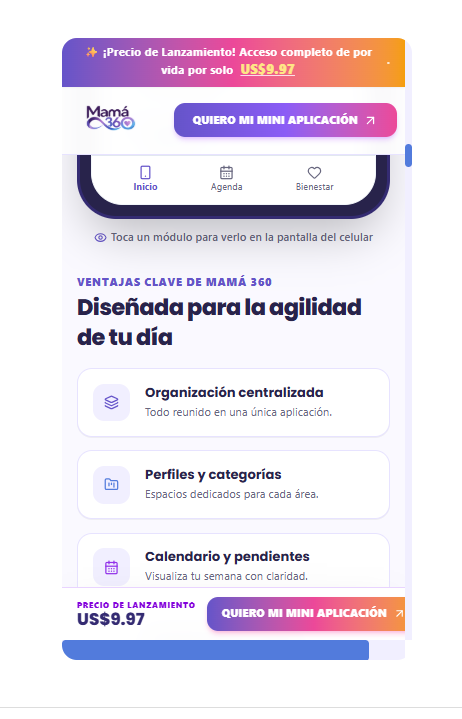 ✨ ¡Precio de Lanzamiento! Acceso completo de por
vida por solo US$9.97
Mamá
360
QUIERO MI MINI APLICACIÓN ↗
Inicio Agenda Bienestar
Toca un módulo para verlo en la pantalla del celular
VENTAJAS CLAVE DE MAMÁ 360
Diseñada para la agilidad
de tu día
Organización centralizada
Todo reunido en una única aplicación.
Perfiles y categorías
Espacios dedicados para cada área.
Calendario y pendientes
Visualiza tu semana con claridad.
PRECIO DE LANZAMIENTO
US$9.97
QUIERO MI MINI APLICACIÓN ↗